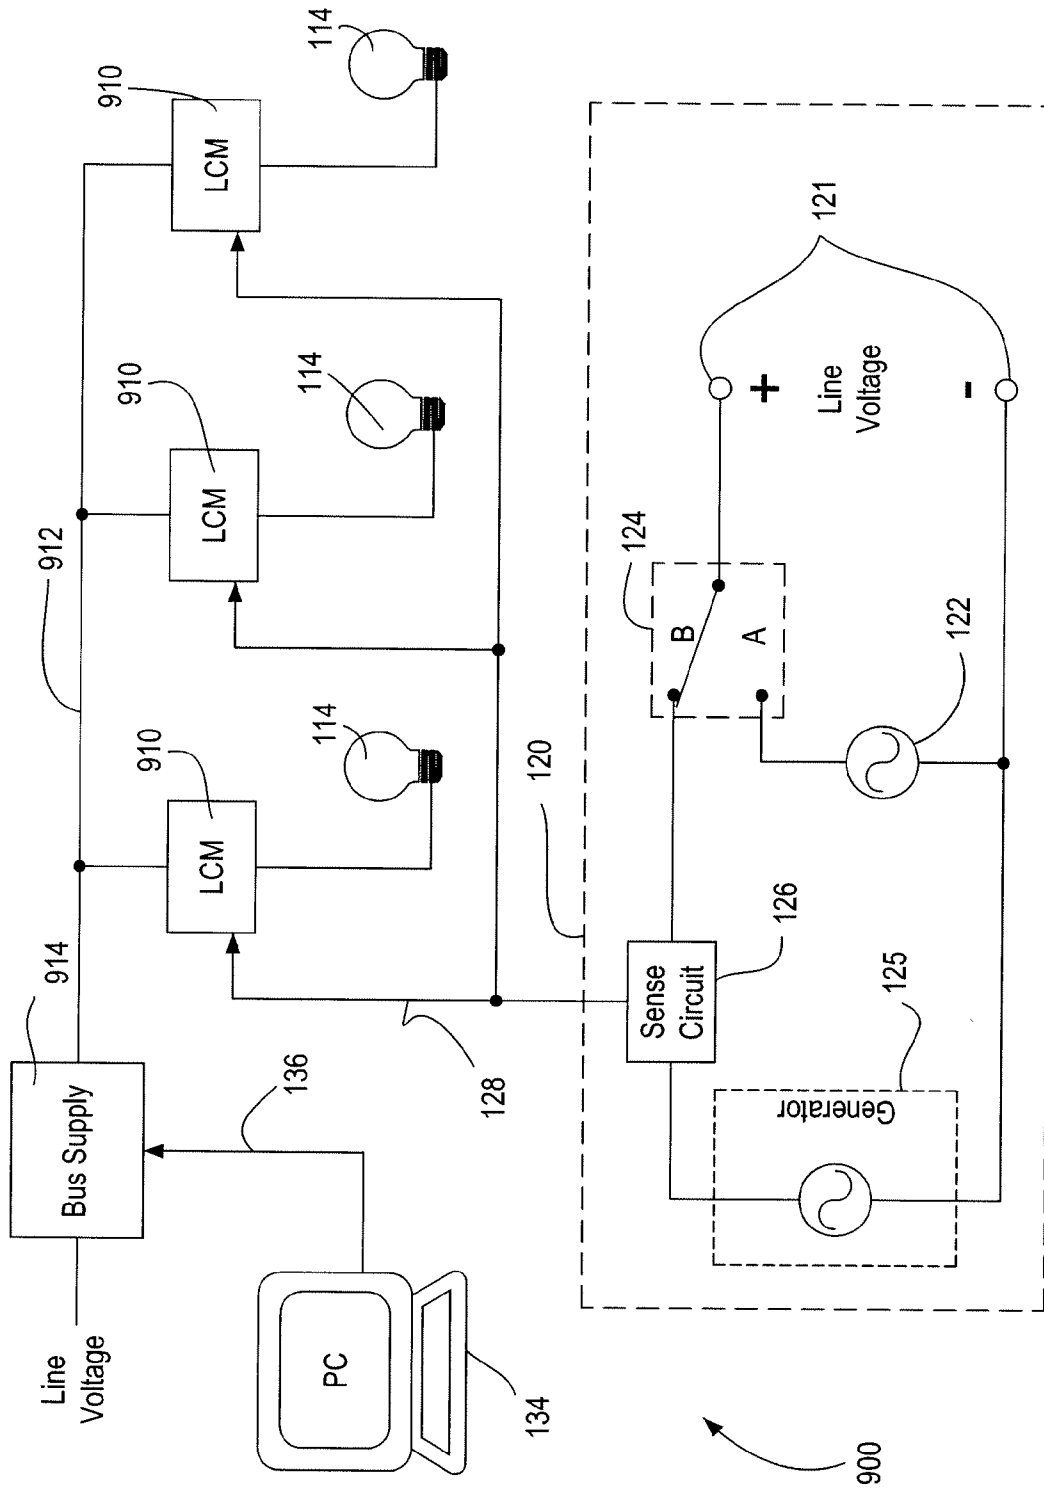 Line
Voltage
Bus Supply
914
912
LCM
910
LCM
910
LCM
910
114
114
114
PC
134
136
128
120
Sense
Circuit
126
Generator
125
124
B
A
122
+
Line
Voltage
-
121
900